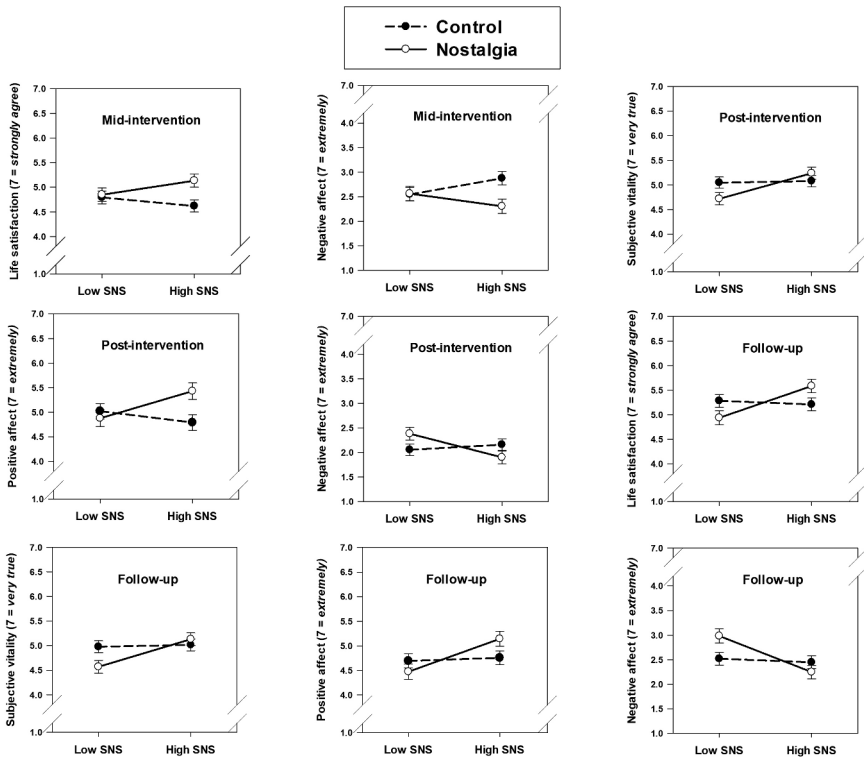 Control
Nostalgia
Life satisfaction (7 = strongly agree)
7.0
6.5
6.0
5.5
5.0
4.5
4.0
1.0
Mid-intervention
Low SNS High SNS
Negative affect (7 = extremely)
7.0
4.0
3.5
3.0
2.5
2.0
1.5
1.0
Mid-intervention
Low SNS High SNS
Subjective vitality (7 = very true)
7.0
6.5
6.0
5.5
5.0
4.5
4.0
1.0
Post-intervention
Low SNS High SNS
Positive affect (7 = extremely)
7.0
6.5
6.0
5.5
5.0
4.5
4.0
1.0
Post-intervention
Low SNS High SNS
Negative affect (7 = extremely)
7.0
4.0
3.5
3.0
2.5
2.0
1.5
1.0
Post-intervention
Low SNS High SNS
Life satisfaction (7 = strongly agree)
7.0
6.5
6.0
5.5
5.0
4.5
4.0
1.0
Follow-up
Low SNS High SNS
Subjective vitality (7 = very true)
7.0
6.5
6.0
5.5
5.0
4.5
4.0
1.0
Follow-up
Low SNS High SNS
Positive affect (7 = extremely)
7.0
6.5
6.0
5.5
5.0
4.5
4.0
1.0
Follow-up
Low SNS High SNS
Negative affect (7 = extremely)
7.0
4.0
3.5
3.0
2.5
2.0
1.5
1.0
Follow-up
Low SNS High SNS